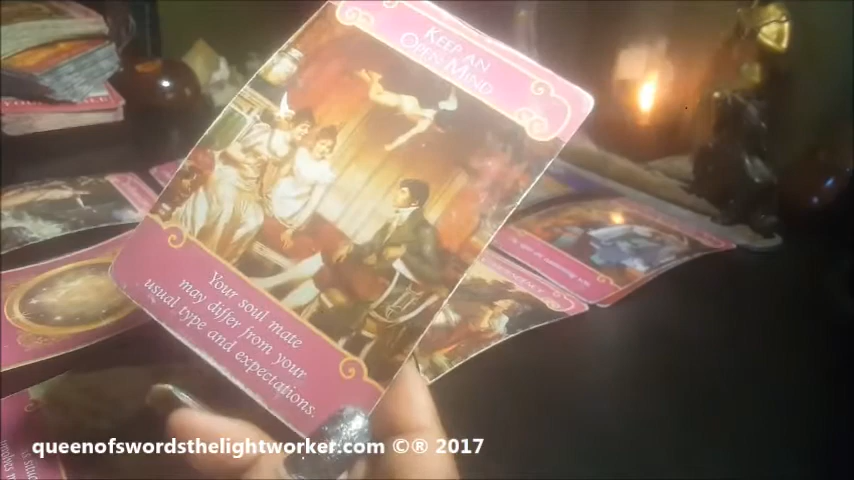 KEEP AN
OPEN MIND
Your soul mate
may differ from your
usual type and expectations.
queenofswordsthelightworker.com ©® 2017